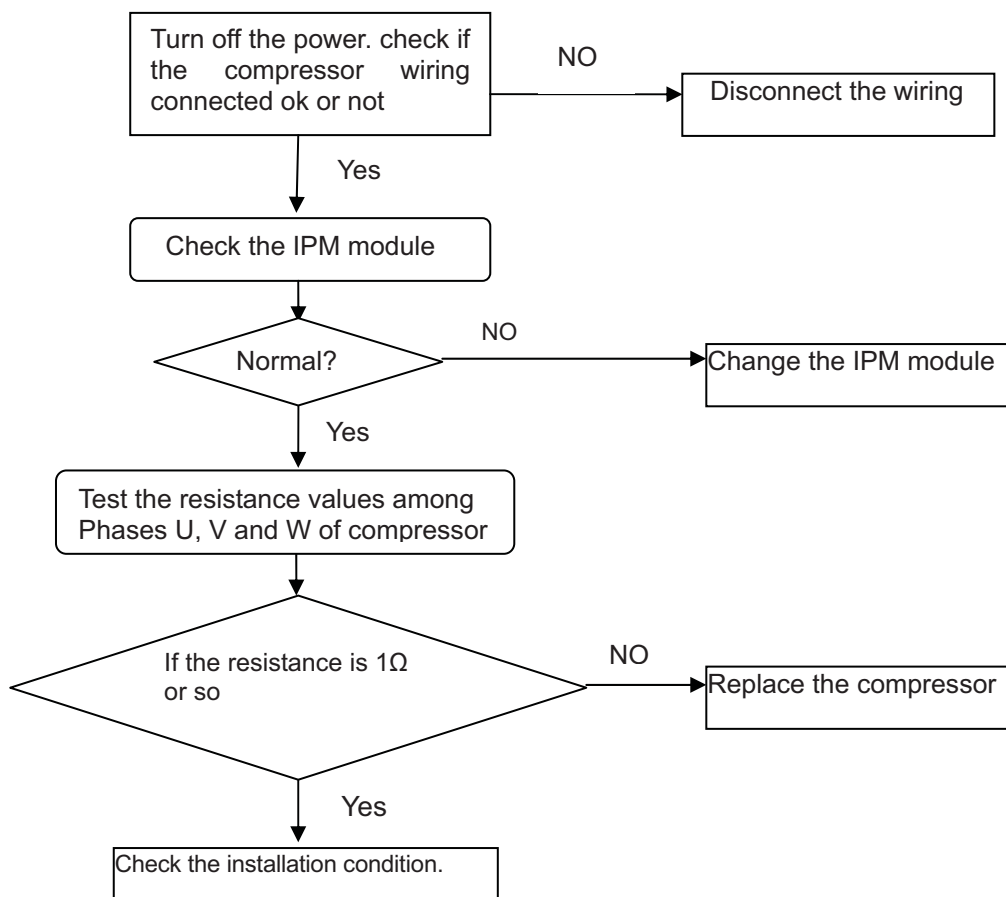 Turn off the power. check if
the compressor wiring
connected ok or not
NO
Disconnect the wiring
Yes
Check the IPM module
Normal?
NO
Change the IPM module
Yes
Test the resistance values among
Phases U, V and W of compressor
If the resistance is 1Ω
or so
NO
Replace the compressor
Yes
Check the installation condition.